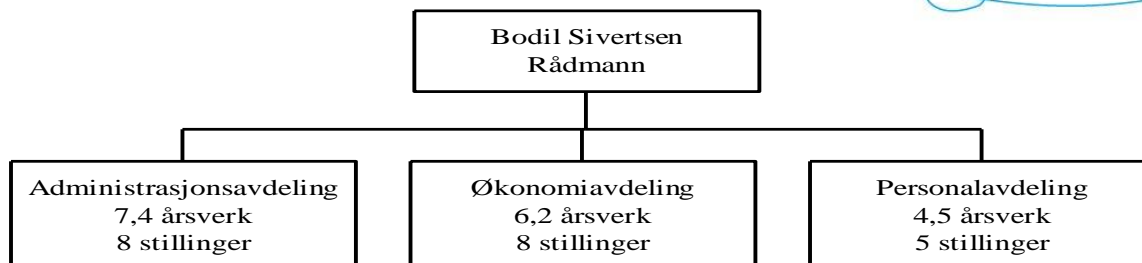 Bodil Sivertsen
Rådmann
Administrasjonsavdeling
7,4 årsverk
8 stillinger
Økonomiavdeling
6,2 årsverk
8 stillinger
Personalavdeling
4,5 årsverk
5 stillinger